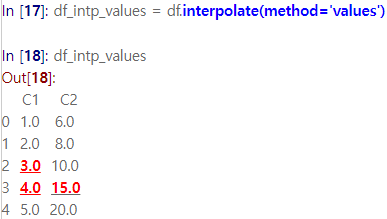 In [17]: df_intp_values = df.interpolate(method='values')
In [18]: df_intp_values
Out[18]:
C1 C2
0 1.0 6.0
1 2.0 8.0
2 3.0 10.0
3 4.0 15.0
4 5.0 20.0